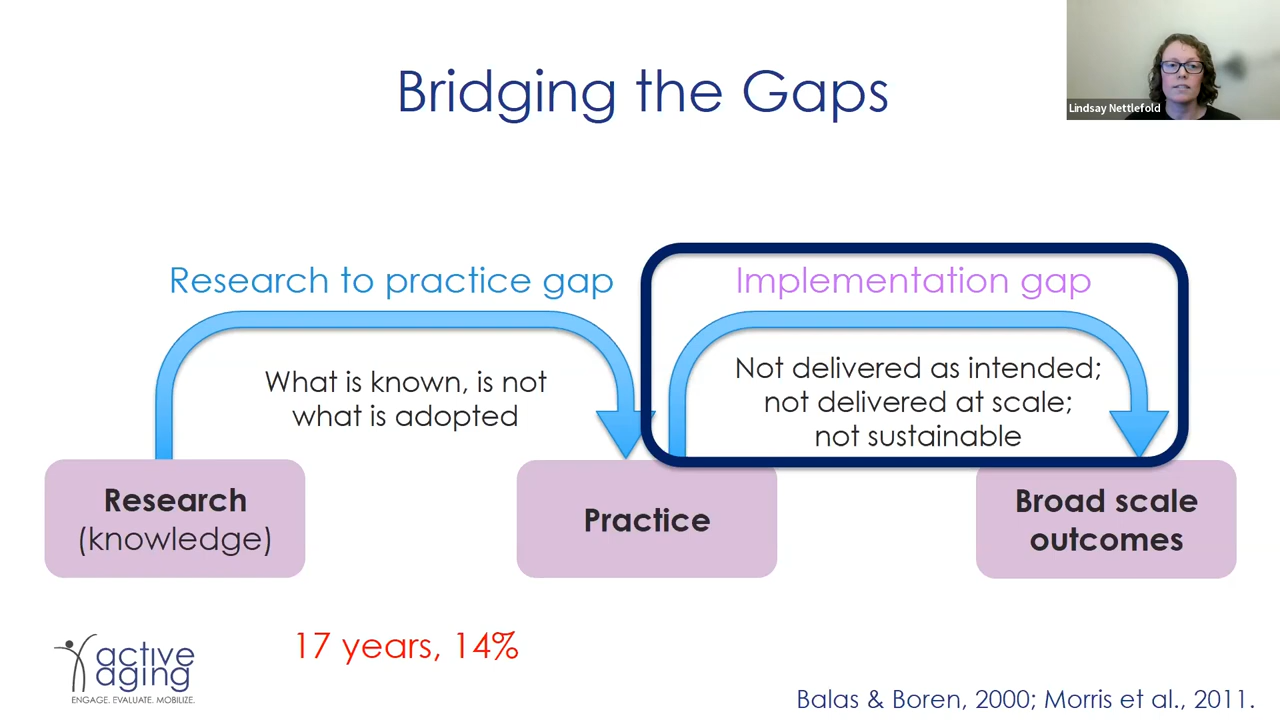 Bridging the Gaps
Lindsay Nettlefold
Research to practice gap
What is known, is not
what is adopted
Implementation gap
Not delivered as intended;
not delivered at scale;
not sustainable
Research
(knowledge)
Practice
Broad scale
outcomes
17 years, 14%
active
aging
ENGAGE. EVALUATE. MOBILIZE.
Balas & Boren, 2000; Morris et al., 2011.